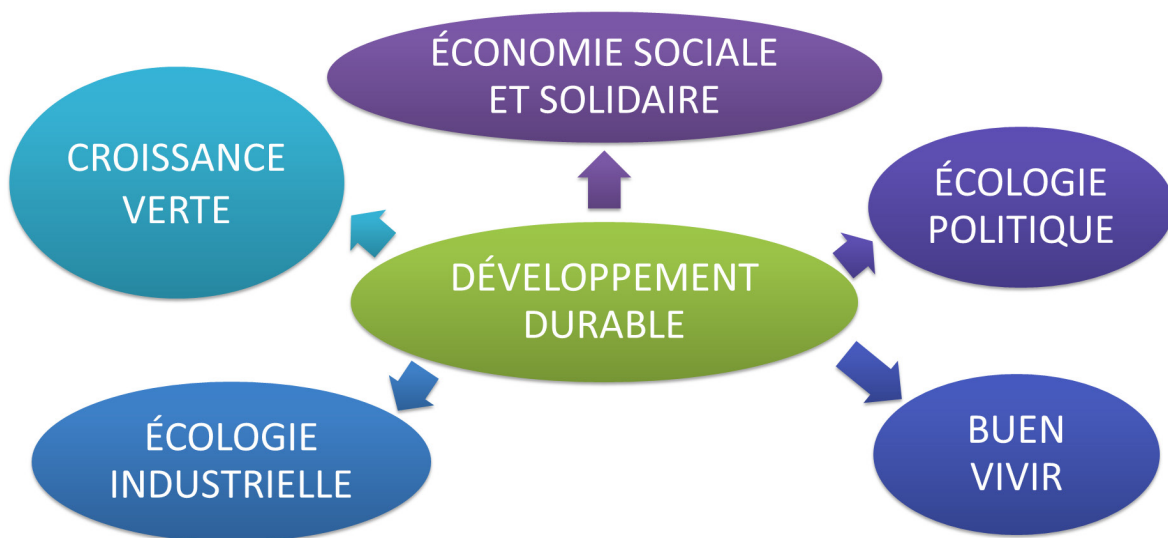 ÉCONOMIE SOCIALE
ET SOLIDAIRE
CROISSANCE
VERTE
ÉCOLOGIE
POLITIQUE
DÉVELOPPEMENT
DURABLE
ÉCOLOGIE
INDUSTRIELLE
BUEN
VIVIR